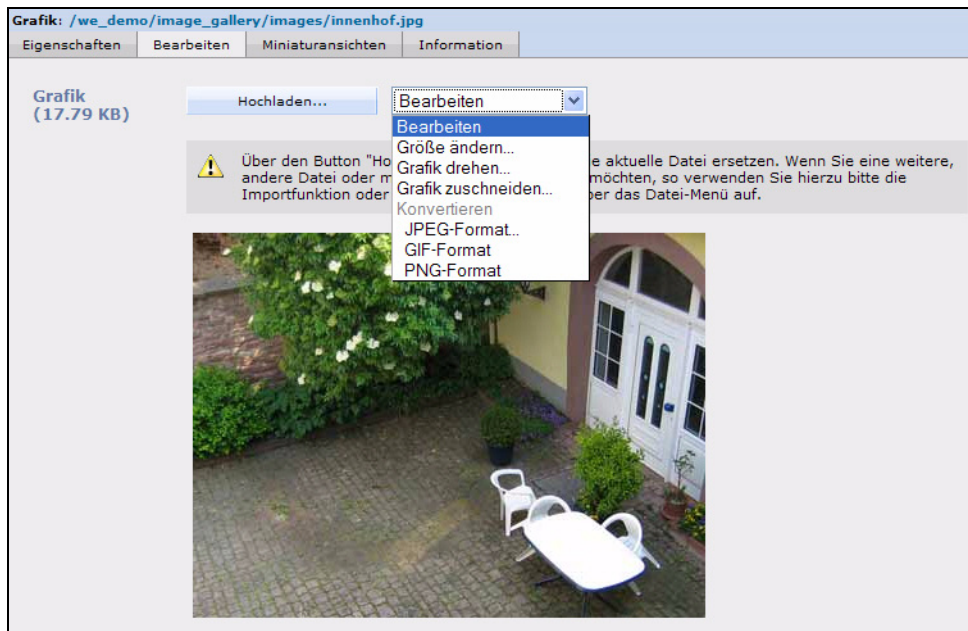 Grafik: /we_demo/image_gallery/images/innenhof.jpg
Eigenschaften Bearbeiten Miniaturansichten Information
Grafik
(17.79 KB)
Hochladen... Bearbeiten
Bearbeiten
Größe ändern...
Grafik drehen...
Grafik zuschneiden...
Konvertieren
JPEG-Format...
GIF-Format
PNG-Format
Über den Button "Ho e aktuelle Datei ersetzen. Wenn Sie eine weitere,
andere Datei oder m möchten, so verwenden Sie hierzu bitte die
Importfunktion oder über das Datei-Menü auf.